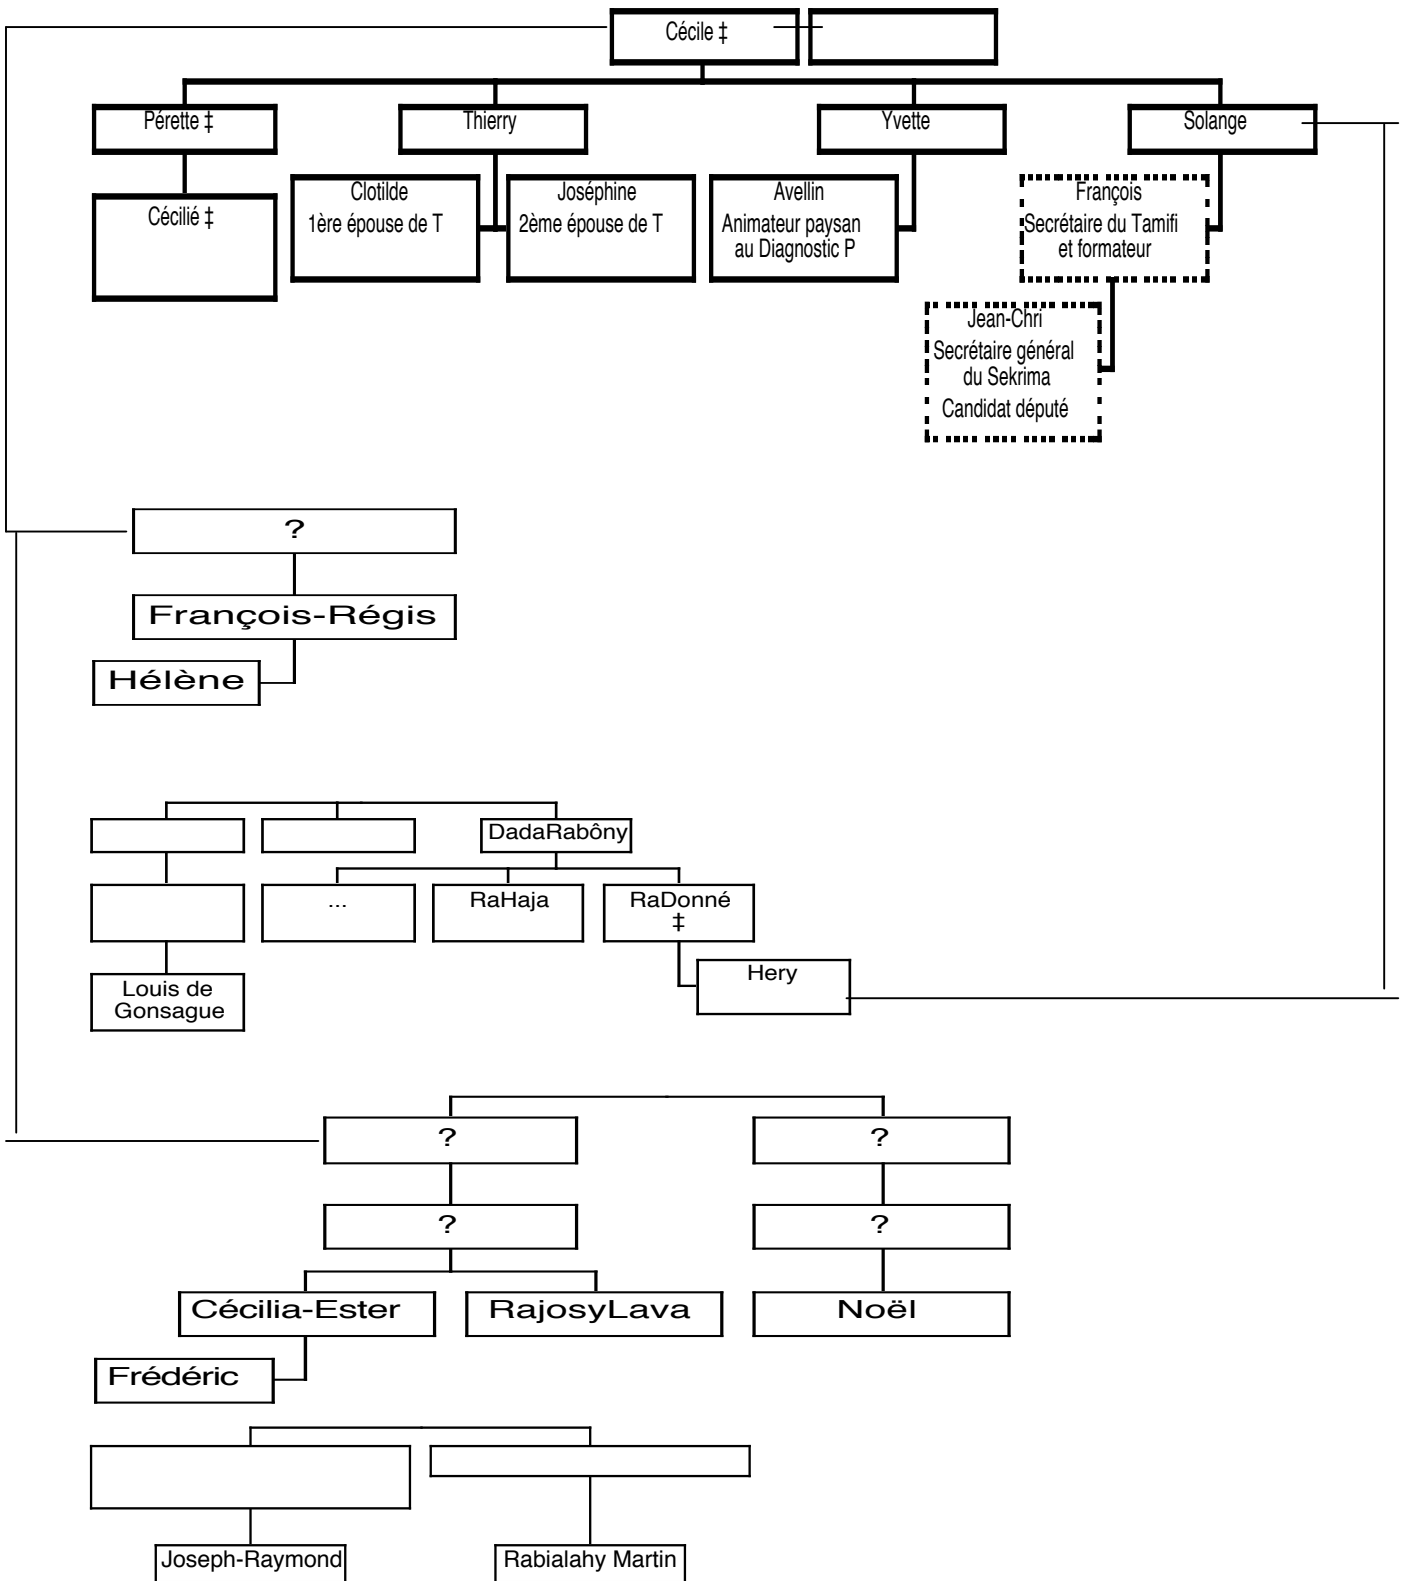 Cécile ‡
Pérette ‡
Thierry
Yvette
Solange
Cécilié ‡
Clotilde
1ère épouse de T
Joséphine
2ème épouse de T
Avellin
Animateur paysan
au Diagnostic P
François
Secrétaire du Tamifi
et formateur
Jean-Chri
Secrétaire général
du Sekrima
Candidat député
?
François-Régis
Hélène
DadaRabôny
...
RaHaja
RaDonné
‡
Louis de
Gonsague
Hery
?
?
?
?
Cécilia-Ester
RajosyLava
Noël
Frédéric
Joseph-Raymond
Rabialahy Martin